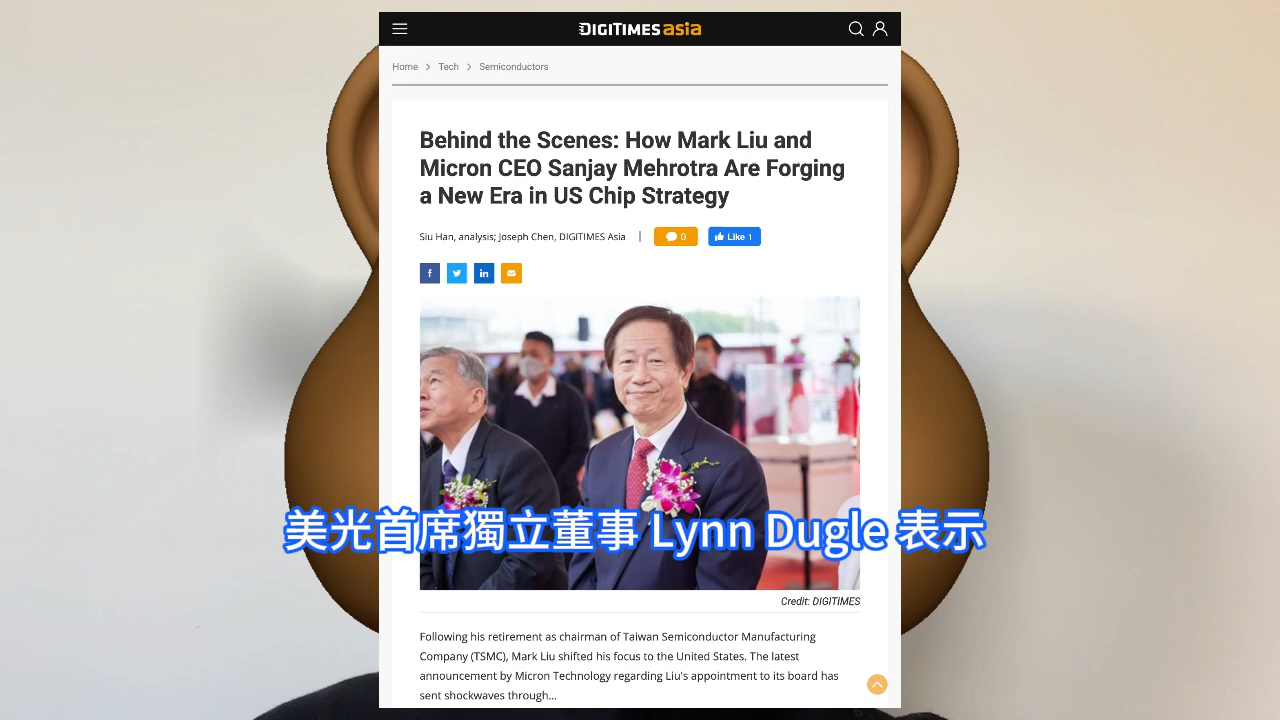 DIGITIMES asia
Home > Tech > Semiconductors
Behind the Scenes: How Mark Liu and
Micron CEO Sanjay Mehrotra Are Forging
a New Era in US Chip Strategy
Siu Han, analysis; Joseph Chen, DIGITIMES Asia | 0 Like 1
美光首席獨立董事 Lynn Dugle 表示
Credit: DIGITIMES
Following his retirement as chairman of Taiwan Semiconductor Manufacturing
Company (TSMC), Mark Liu shifted his focus to the United States. The latest
announcement by Micron Technology regarding Liu's appointment to its board has
sent shockwaves through...